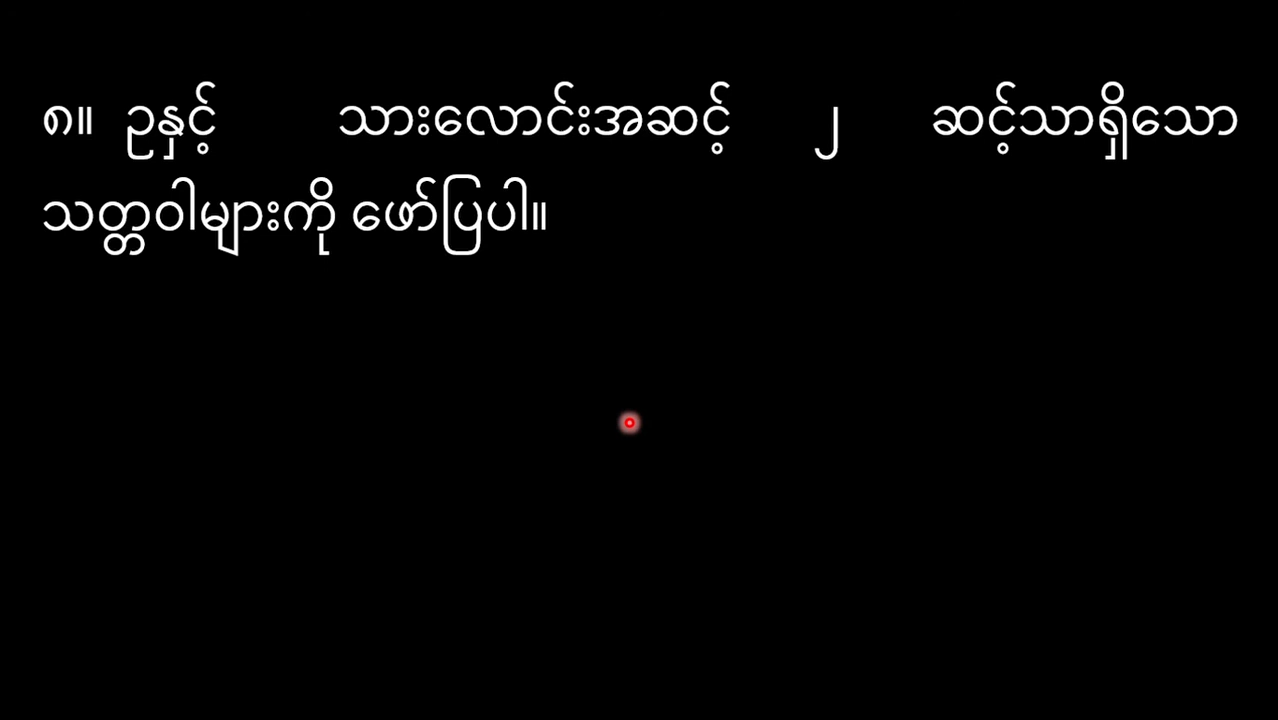 ၈။ ဥနှင့် သားလောင်းအဆင့် ၂ ဆင့်သာရှိသော
သတ္တဝါများကို ဖော်ပြပါ။